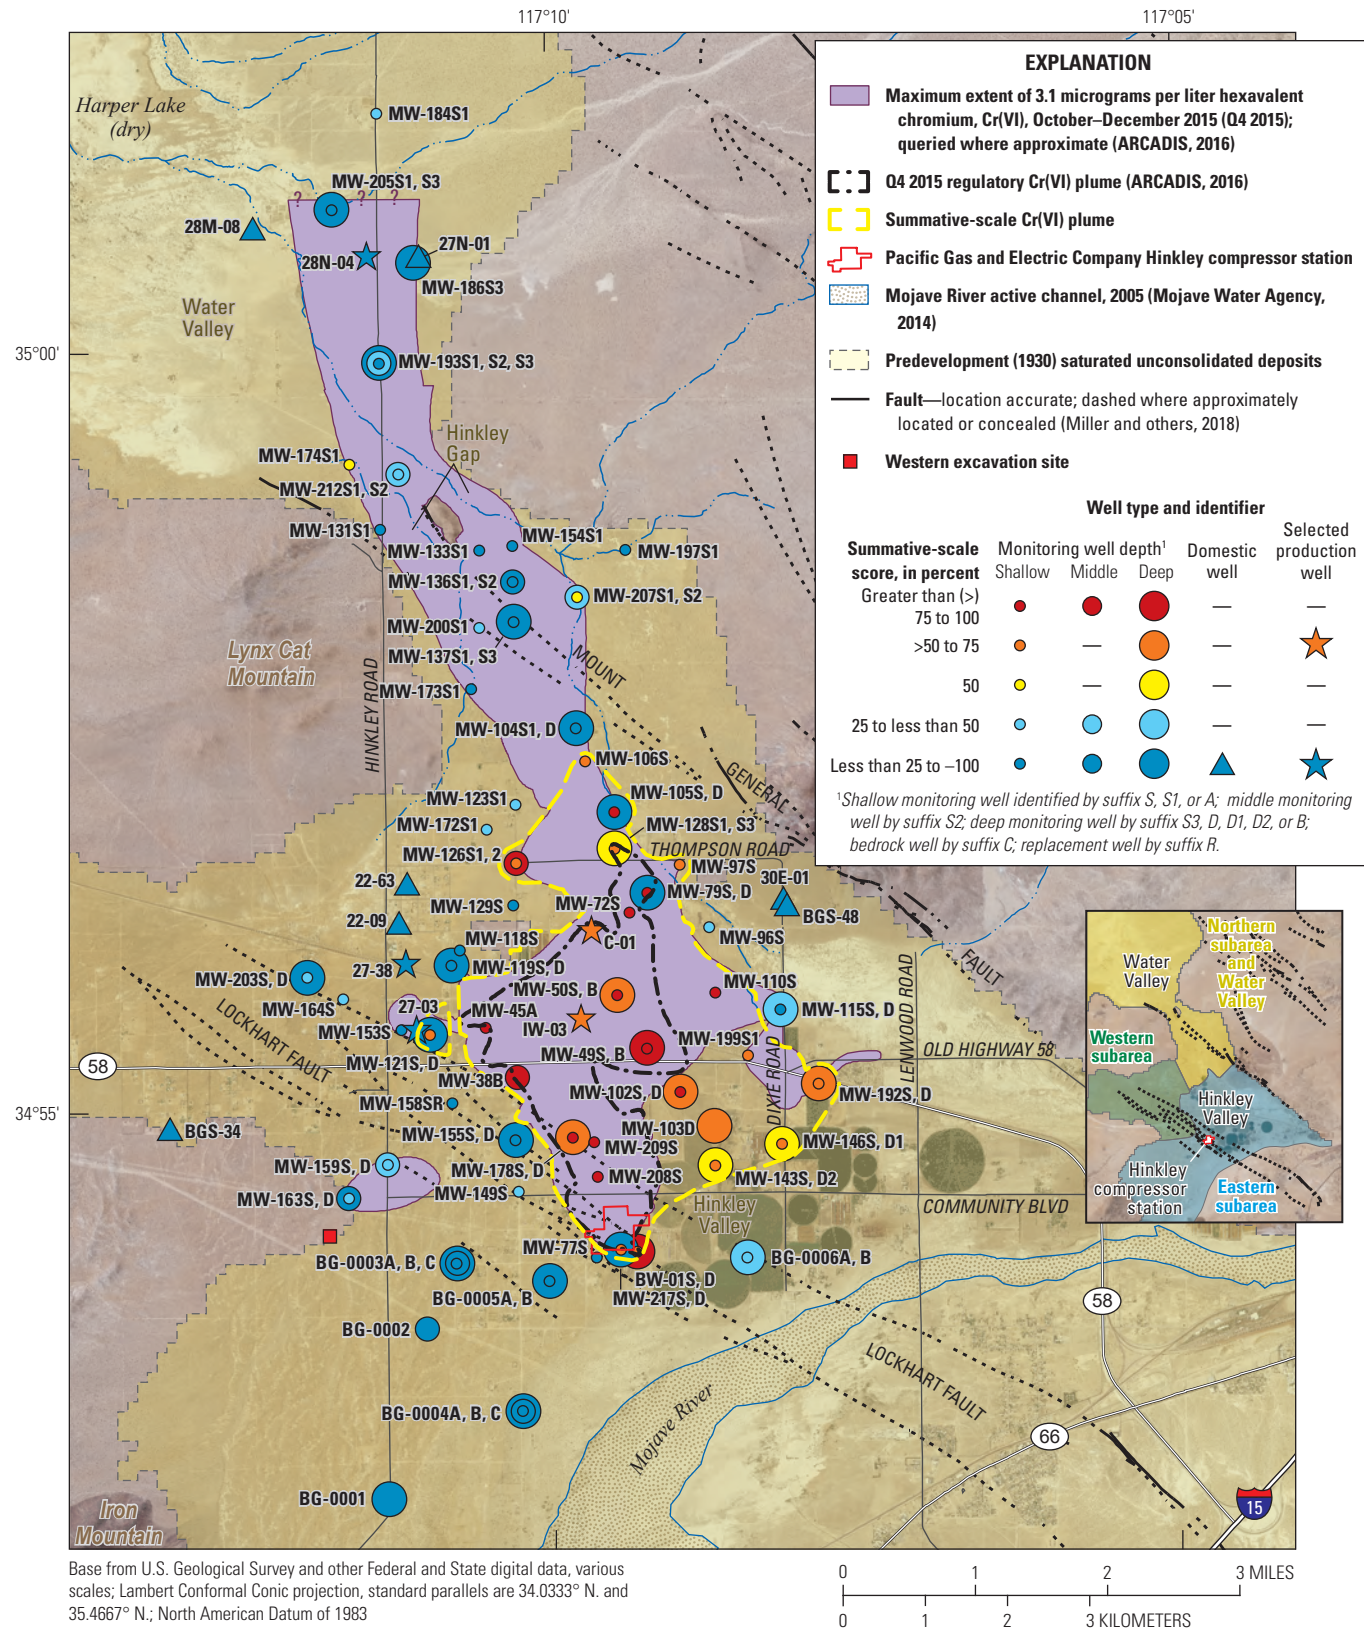 117°10'
117°05'
EXPLANATION
Maximum extent of 3.1 micrograms per liter hexavalent
chromium, Cr(VI), October–December 2015 (Q4 2015);
queried where approximate (ARCADIS, 2016)
Q4 2015 regulatory Cr(VI) plume (ARCADIS, 2016)
Summative-scale Cr(VI) plume
Pacific Gas and Electric Company Hinkley compressor station
Mojave River active channel, 2005 (Mojave Water Agency,
2014)
Predevelopment (1930) saturated unconsolidated deposits
Fault—location accurate; dashed where approximately
located or concealed (Miller and others, 2018)
Western excavation site
Well type and identifier
Summative-scale
score, in percent
Monitoring well depth¹
Shallow
Middle
Deep
Domestic
well
Selected
production
well
Greater than (>)
75 to 100
— —
>50 to 75
— —
50
— — —
25 to less than 50
— —
Less than 25 to –100
¹Shallow monitoring well identified by suffix S, S1, or A; middle monitoring
well by suffix S2; deep monitoring well by suffix S3, D, D1, D2, or B;
bedrock well by suffix C; replacement well by suffix R.
Harper Lake
(dry)
MW-184S1
MW-205S1, S3
? ? ?
28M-08
28N-04
27N-01
MW-186S3
Water
Valley
35°00'
MW-193S1, S2, S3
Hinkley
Gap
MW-174S1
MW-212S1, S2
MW-131S1
MW-133S1
MW-154S1
MW-197S1
MW-136S1, S2
MW-207S1, S2
MW-200S1
MW-137S1, S3
MOUNT
Lynx Cat
Mountain
HINKLEY ROAD
MW-173S1
MW-104S1, D
MW-106S
GENERAL
MW-123S1
MW-105S, D
MW-172S1
MW-128S1, S3
THOMPSON ROAD
MW-126S1, 2
MW-97S
22-63
MW-79S, D
30E-01
MW-72S
BGS-48
MW-129S
22-09
C-01
MW-96S
MW-118S
FAULT
27-38
MW-119S, D
MW-203S, D
MW-50S, B
MW-110S
MW-164S
27-03
MW-45A
MW-115S, D
LENWOOD ROAD
IW-03
MW-153S
MW-199S1
LOCKHART FAULT
MW-49S, B
OLD HIGHWAY 58
58
MW-121S, D
MW-38B
MW-102S, D
DIXIE ROAD
MW-192S, D
34°55'
MW-158SR
BGS-34
MW-103D
MW-155S, D
MW-209S
MW-146S, D1
MW-159S, D
MW-178S, D
MW-208S
MW-143S, D2
MW-163S, D
MW-149S
Hinkley
Valley
COMMUNITY BLVD
MW-77S
BG-0003A, B, C
BW-01S, D
BG-0006A, B
BG-0005A, B
MW-217S, D
58
BG-0002
LOCKHART FAULT
BG-0004A, B, C
Mojave River
66
BG-0001
Iron
Mountain
15
Northern
subarea
and
Water
Valley
Water
Valley
Western
subarea
Hinkley
Valley
Hinkley
compressor
station
Eastern
subarea
Base from U.S. Geological Survey and other Federal and State digital data, various
scales; Lambert Conformal Conic projection, standard parallels are 34.0333° N. and
35.4667° N.; North American Datum of 1983
0 1 2 3 MILES
0 1 2 3 KILOMETERS